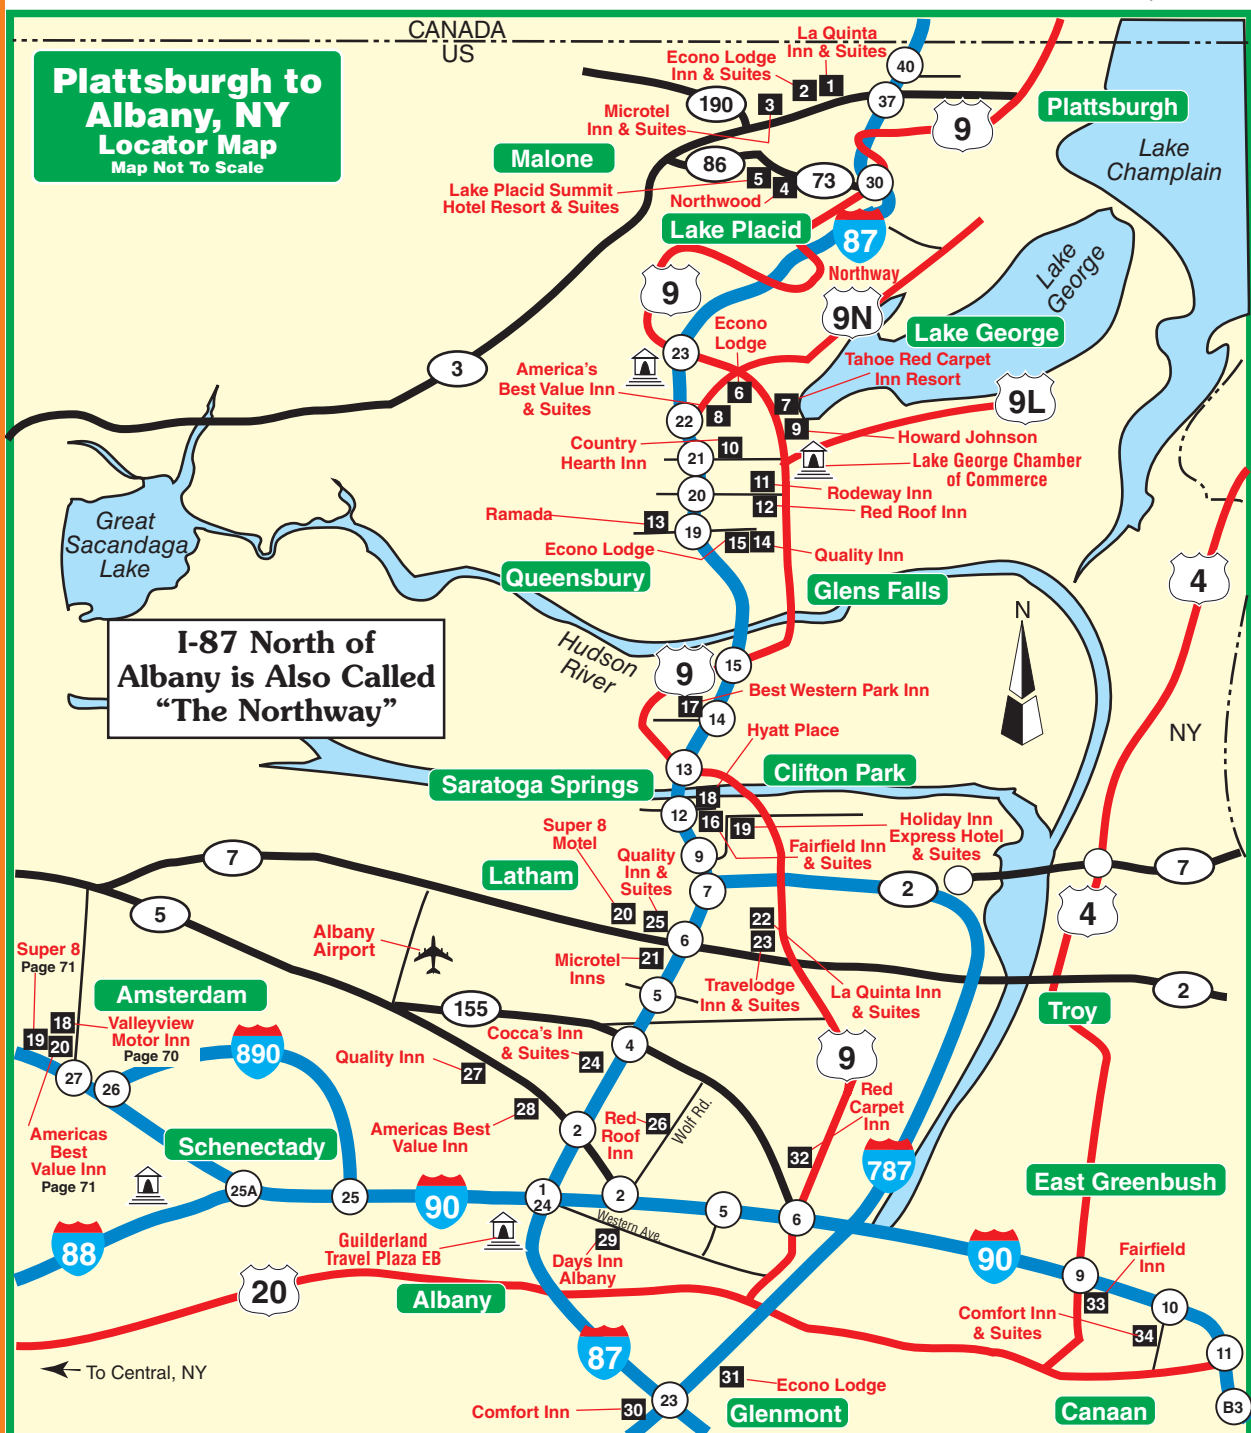 CANADA
US
Plattsburgh to
Albany, NY
Locator Map
Map Not To Scale
La Quinta
Inn & Suites
Econo Lodge
Inn & Suites
2
1
40
Microtel
Inn & Suites
190
3
37
9
Plattsburgh
Malone
86
73
30
5
4
Lake Placid Summit
Hotel Resort & Suites
Northwood
Lake
Champlain
Lake Placid
87
Northway
9
9N
Lake
George
Lake George
Econo
Lodge
23
3
America's
Best Value Inn
& Suites
Tahoe Red Carpet
Inn Resort
6
7
8
9
9L
22
Howard Johnson
Country
Hearth Inn
10
21
Lake George Chamber
of Commerce
11
Rodeway Inn
20
12
Red Roof Inn
Ramada
13
19
15
14
Econo Lodge
Quality Inn
Great
Sacandaga
Lake
Queensbury
Glens Falls
4
N
I-87 North of
Albany is Also Called
“The Northway”
Hudson
River
9
15
17
Best Western Park Inn
14
Hyatt Place
NY
13
Clifton Park
Saratoga Springs
18
12
16
19
Holiday Inn
Express Hotel
& Suites
Super 8
Motel
Fairfield Inn
& Suites
9
Quality
Inn &
Suites
7
Latham
7
2
7
5
20
25
6
22
23
4
Albany
Airport
Microtel
Inns
21
Travelodge
Inn & Suites
La Quinta Inn
& Suites
2
5
Super 8
Page 71
Amsterdam
155
Troy
18
19
20
Valleyview
Motor Inn
Page 70
890
Cocca's Inn
& Suites
24
4
9
Quality Inn
27
27
26
Red
Carpet
Inn
28
Americas Best
Value Inn
2
Red
Roof
Inn
26
Wolf Rd.
Americas
Best
Value Inn
Page 71
Schenectady
32
787
East Greenbush
25A
25
90
1
24
2
5
6
Western Ave.
88
Guilderland
Travel Plaza EB
29
Days Inn
Albany
90
Fairfield
Inn
9
33
10
20
Albany
Comfort Inn
& Suites
34
87
11
To Central, NY
31
Econo Lodge
23
Comfort Inn
30
Glenmont
Canaan
B3